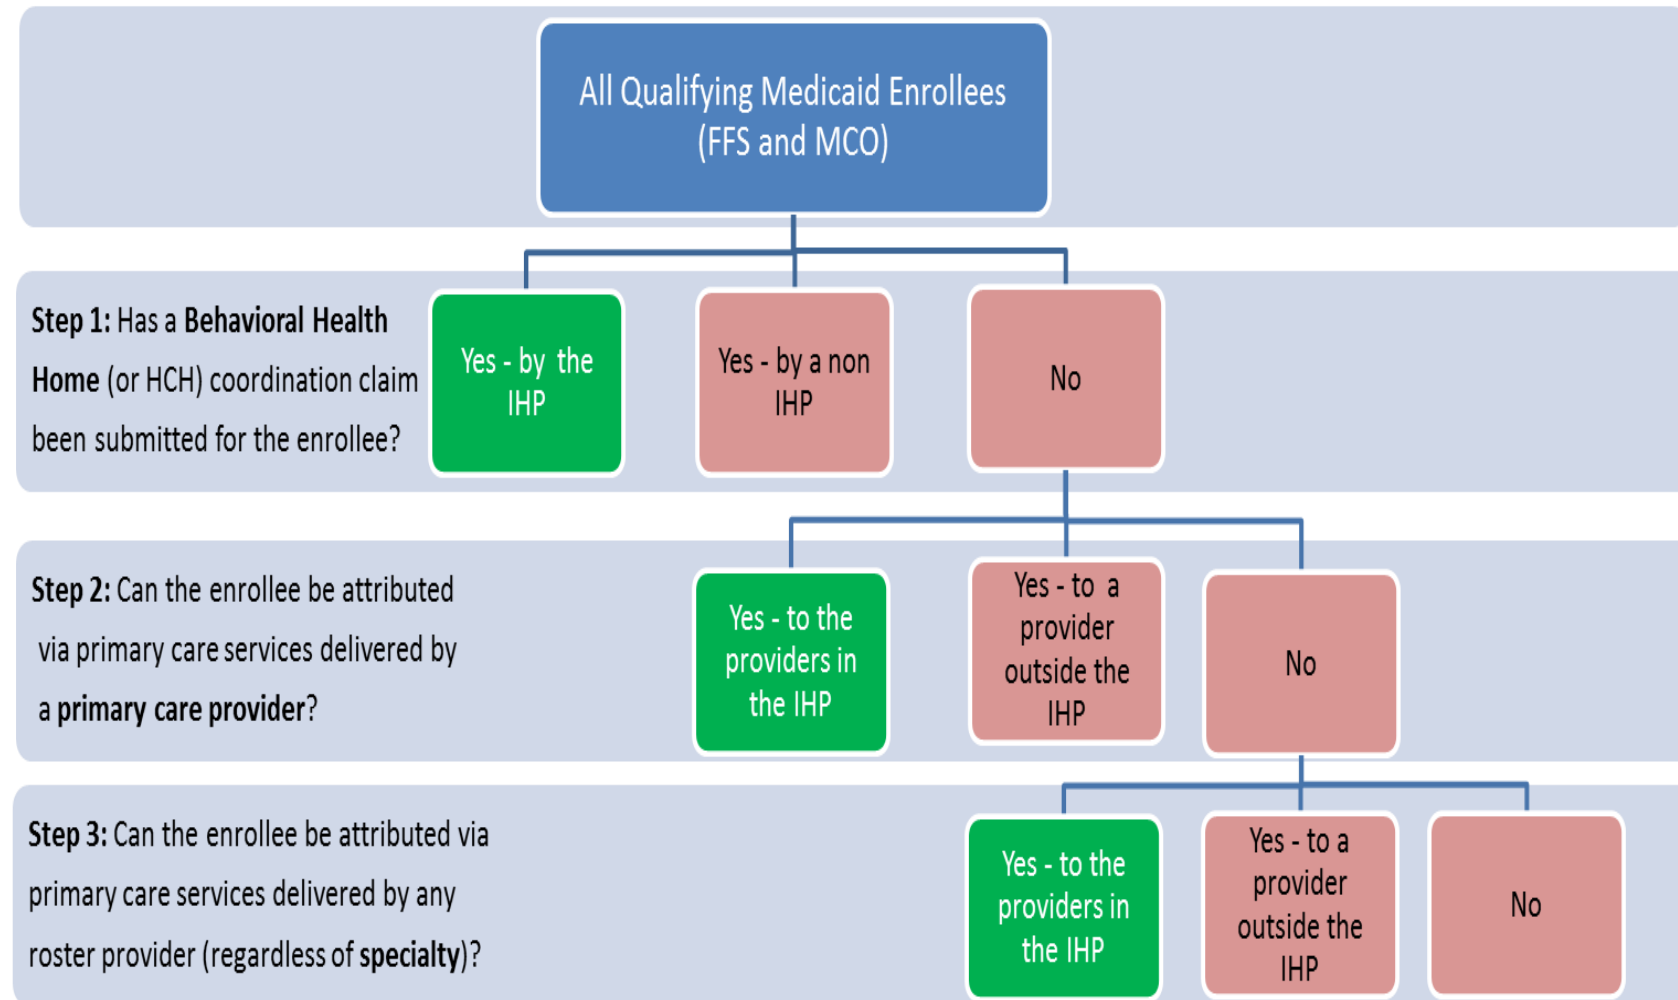 All Qualifying Medicaid Enrollees
(FFS and MCO)
Step 1: Has a Behavioral Health
Home (or HCH) coordination claim
been submitted for the enrollee?
Yes - by the
IHP
Yes - by a non
IHP
No
Step 2: Can the enrollee be attributed
via primary care services delivered by
a primary care provider?
Yes - to the
providers in
the IHP
Yes - to a
provider
outside the
IHP
No
Step 3: Can the enrollee be attributed via
primary care services delivered by any
roster provider (regardless of specialty)?
Yes - to the
providers in
the IHP
Yes - to a
provider
outside the
IHP
No